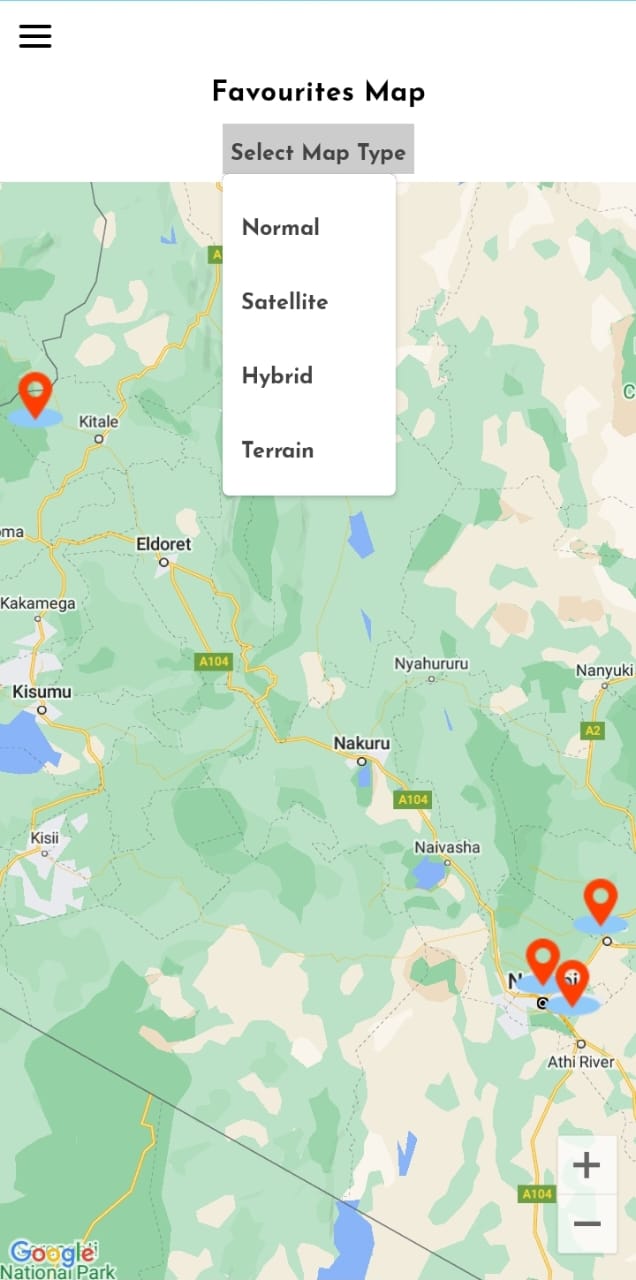 Favourites Map
Select Map Type
Normal
A
Satellite
Hybrid
C
Kitale
oma
Eldoret
Kakamega
A104
Nyahururu
Nanyuki
Kisumu
A2
Nakuru
A104
Kisii
Naivasha
N bi
Athi River
+
−
A104
Terrain
Google
National Park